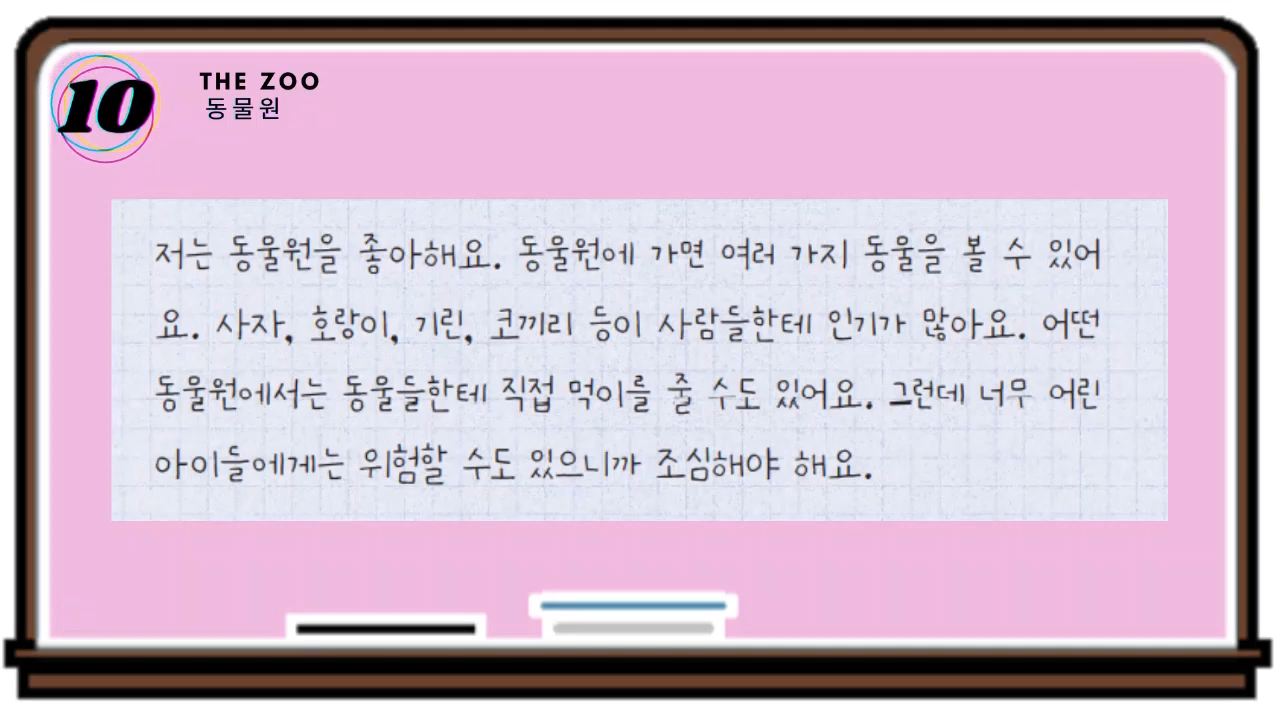 10
THE ZOO
동물원
저는 동물원을 좋아해요. 동물원에 가면 여러 가지 동물을 볼 수 있어
요. 사자, 호랑이, 기린, 코끼리 등이 사람들한테 인기가 많아요. 어떤
동물원에서는 동물들한테 직접 먹이를 줄 수도 있어요. 그런데 너무 어린
아이들에게는 위험할 수도 있으니까 조심해야 해요.